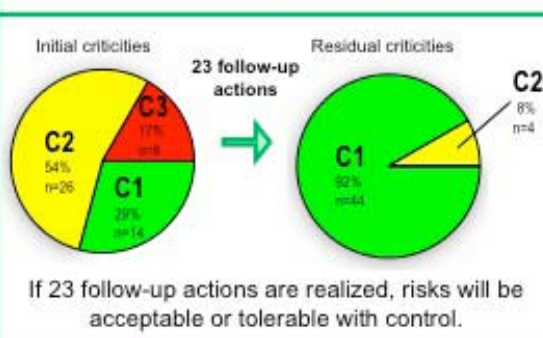 Initial criticities
Residual criticities
23 follow-up
actions
C3
17%
n=8
C2
54%
n=26
C1
29%
n=14
C2
8%
n=4
C1
92%
n=44
If 23 follow-up actions are realized, risks will be
acceptable or tolerable with control.